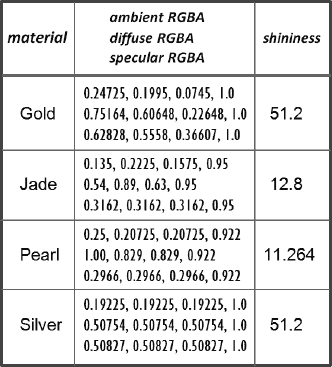 material
ambient RGBA
diffuse RGBA
specular RGBA
shininess
Gold
0.24725, 0.1995, 0.0745, 1.0
0.75164, 0.60648, 0.22648, 1.0
0.62828, 0.5558, 0.36607, 1.0
51.2
Jade
0.135, 0.2225, 0.1575, 0.95
0.54, 0.89, 0.63, 0.95
0.3162, 0.3162, 0.3162, 0.95
12.8
Pearl
0.25, 0.20725, 0.20725, 0.922
1.00, 0.829, 0.829, 0.922
0.2966, 0.2966, 0.2966, 0.922
11.264
Silver
0.19225, 0.19225, 0.19225, 1.0
0.50754, 0.50754, 0.50754, 1.0
0.50827, 0.50827, 0.50827, 1.0
51.2